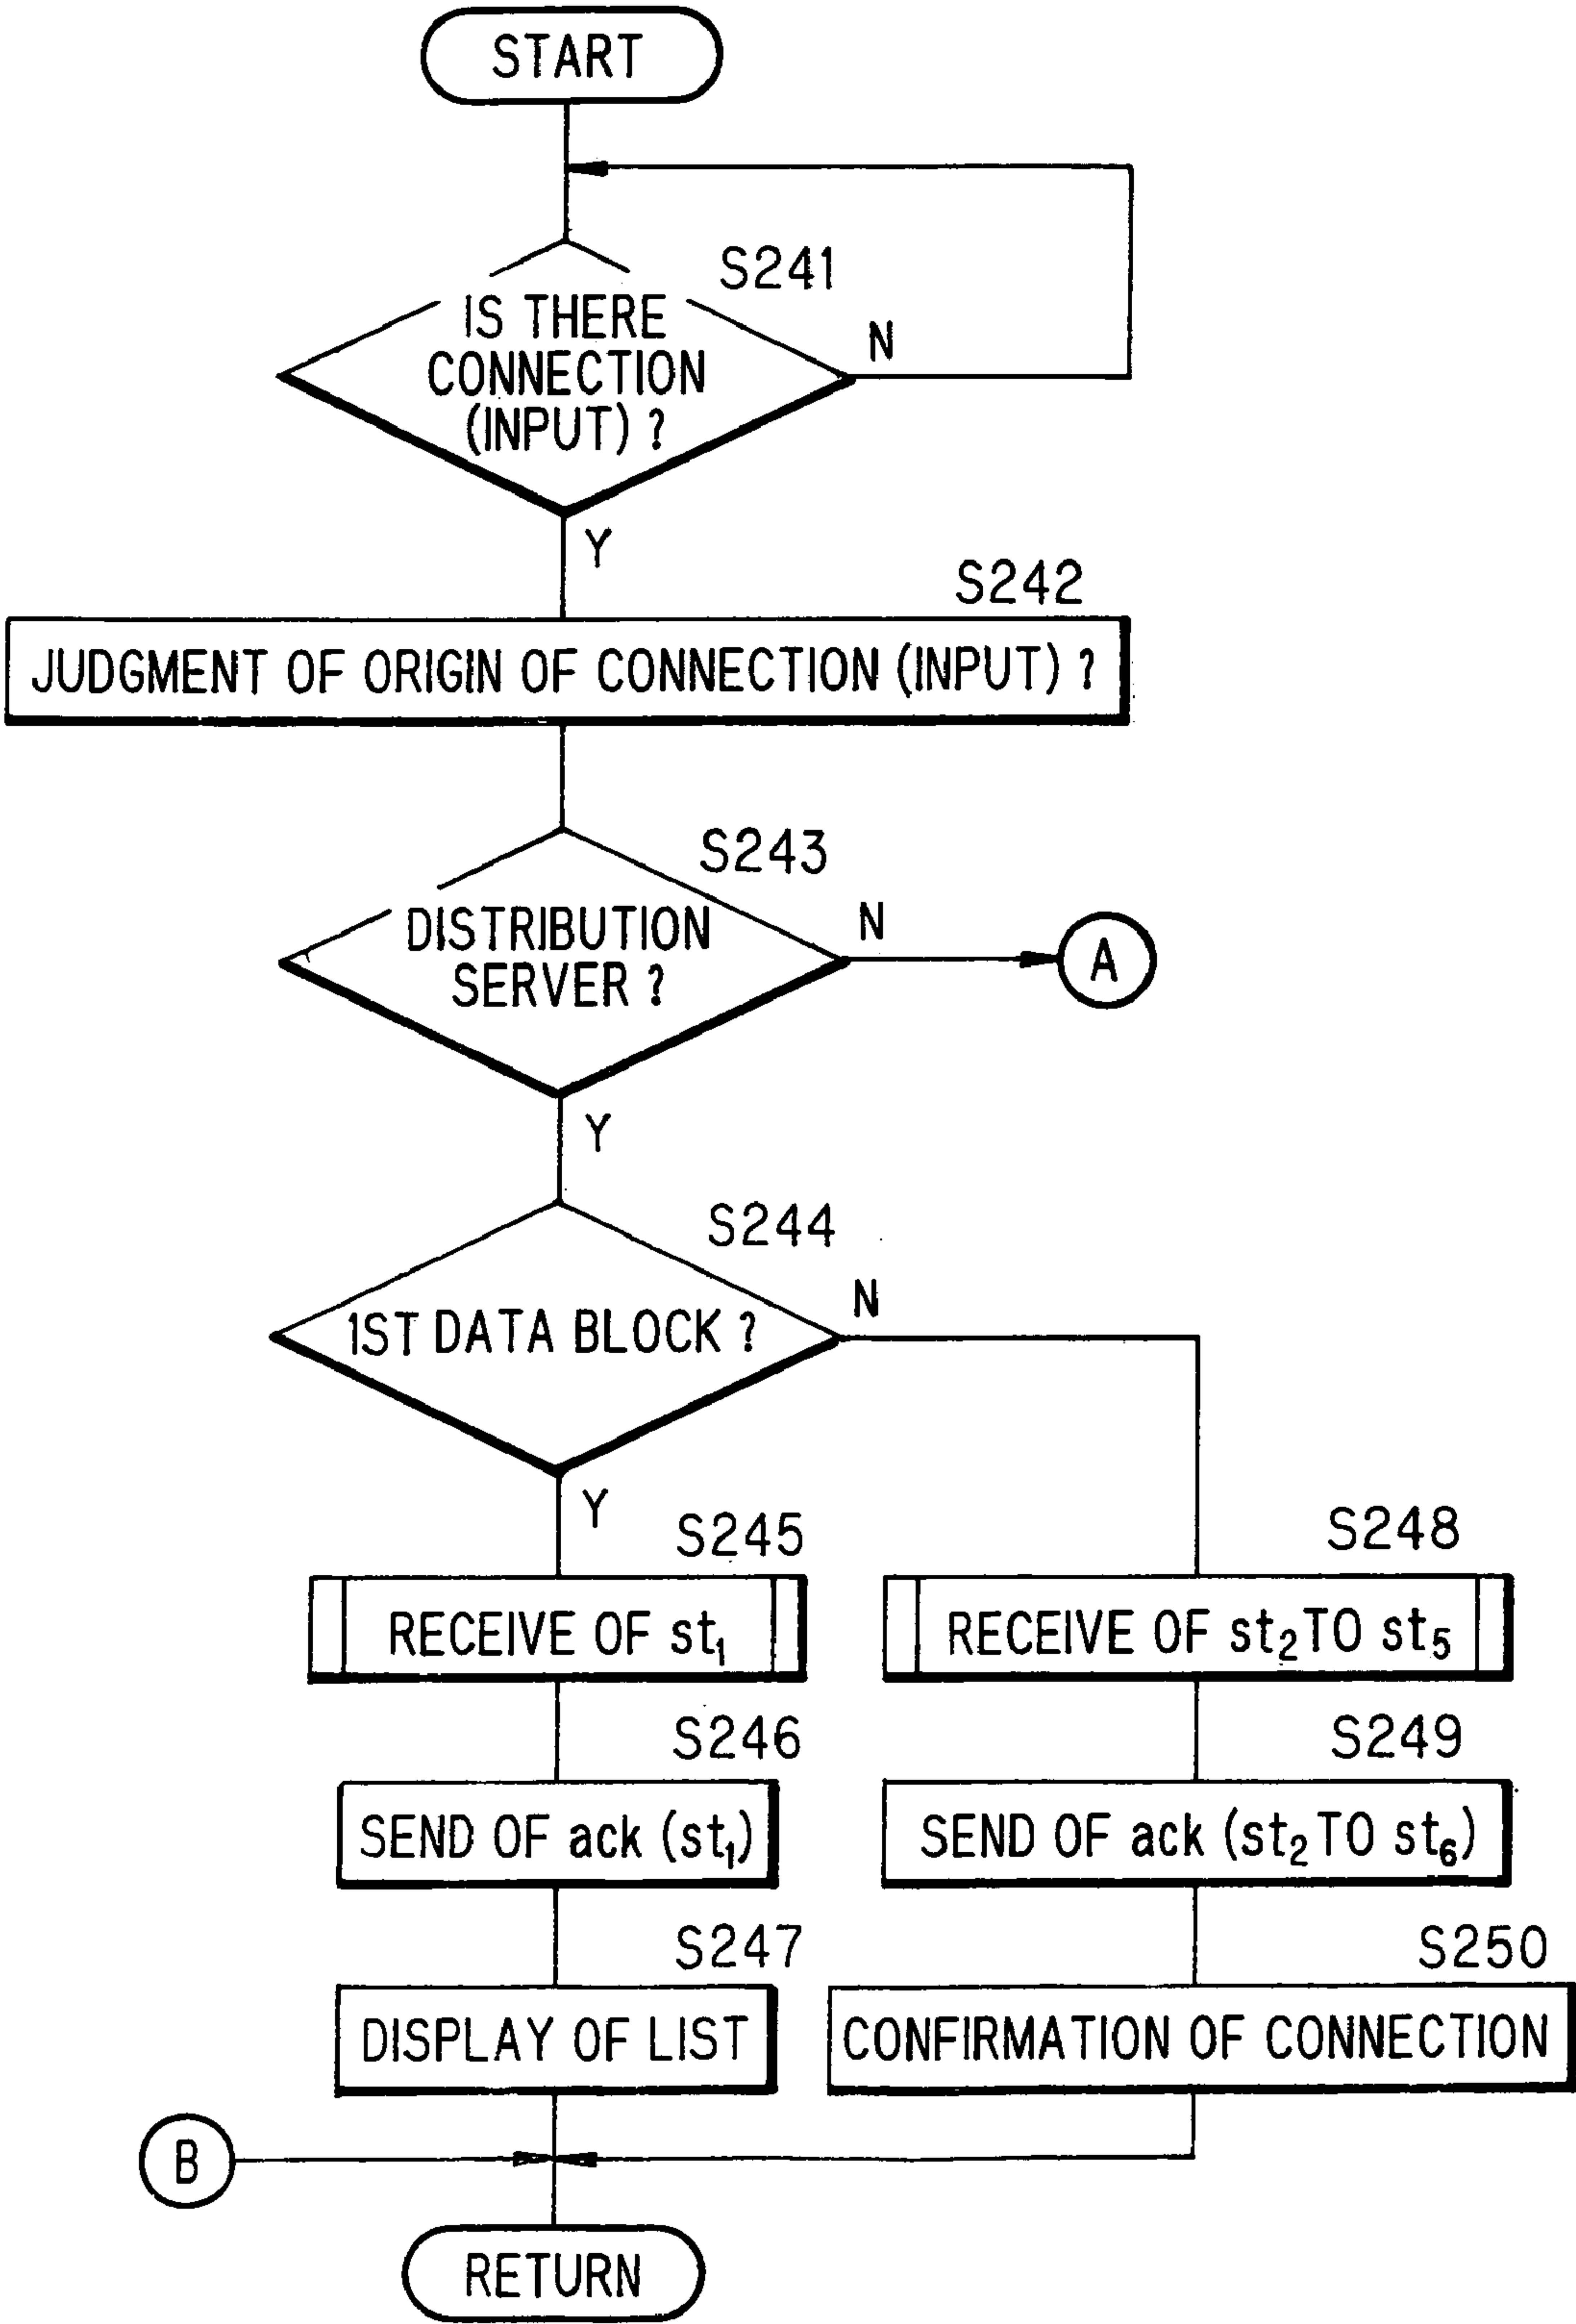 START
S241
IS THERE
CONNECTION
(INPUT) ?
N
Y
S242
JUDGMENT OF ORIGIN OF CONNECTION (INPUT) ?
S243
DISTRIBUTION
SERVER ?
N
A
Y
S244
1ST DATA BLOCK ?
N
Y
S245
RECEIVE OF st₁
S248
RECEIVE OF st₂ TO st₅
S246
SEND OF ack (st₁)
S249
SEND OF ack (st₂ TO st₆)
S247
DISPLAY OF LIST
S250
CONFIRMATION OF CONNECTION
B
RETURN